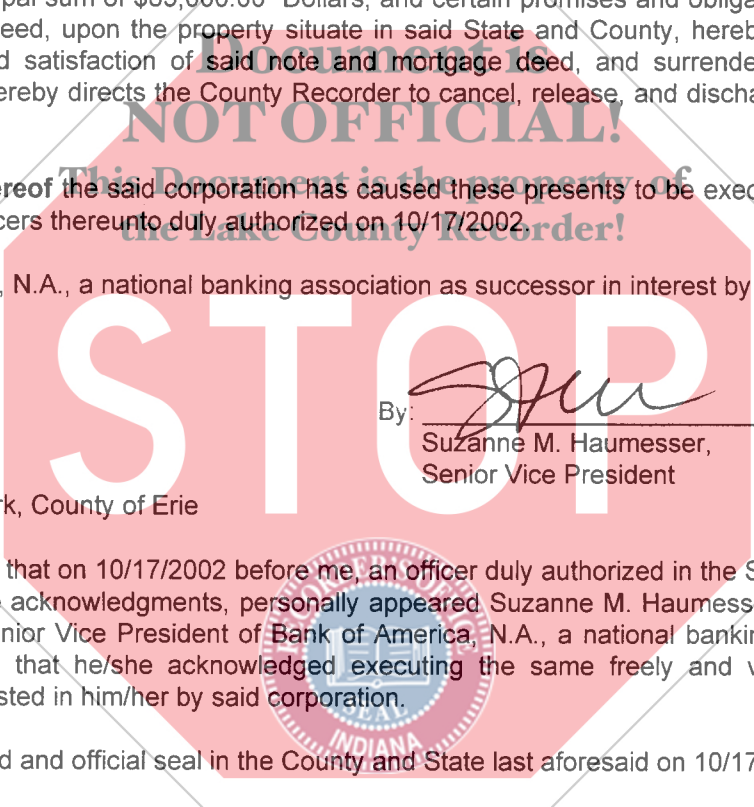 pal sum of $85,000.00 Dollars, and certain promises and obliga
eed, upon the property situate in said State and County, hereb
d satisfaction of said note and mortgage deed, and surrende
ereby directs the County Recorder to cancel, release, and discha
Document is
NOT OFFICIAL!
This Document is the property of
the Lake County Recorder!
ereof the said corporation has caused these presents to be exec
cers thereunto duly authorized on 10/17/2002.
, N.A., a national banking association as successor in interest by
STOP
By:
Suzanne M. Haumesser,
Senior Vice President
rk, County of Erie
that on 10/17/2002 before me, an officer duly authorized in the S
e acknowledgments, personally appeared Suzanne M. Haumess
nior Vice President of Bank of America, N.A., a national bankin
that he/she acknowledged executing the same freely and v
sted in him/her by said corporation.
RECORDER'S OFFICE
SEAL
INDIANA
d and official seal in the County and State last aforesaid on 10/17